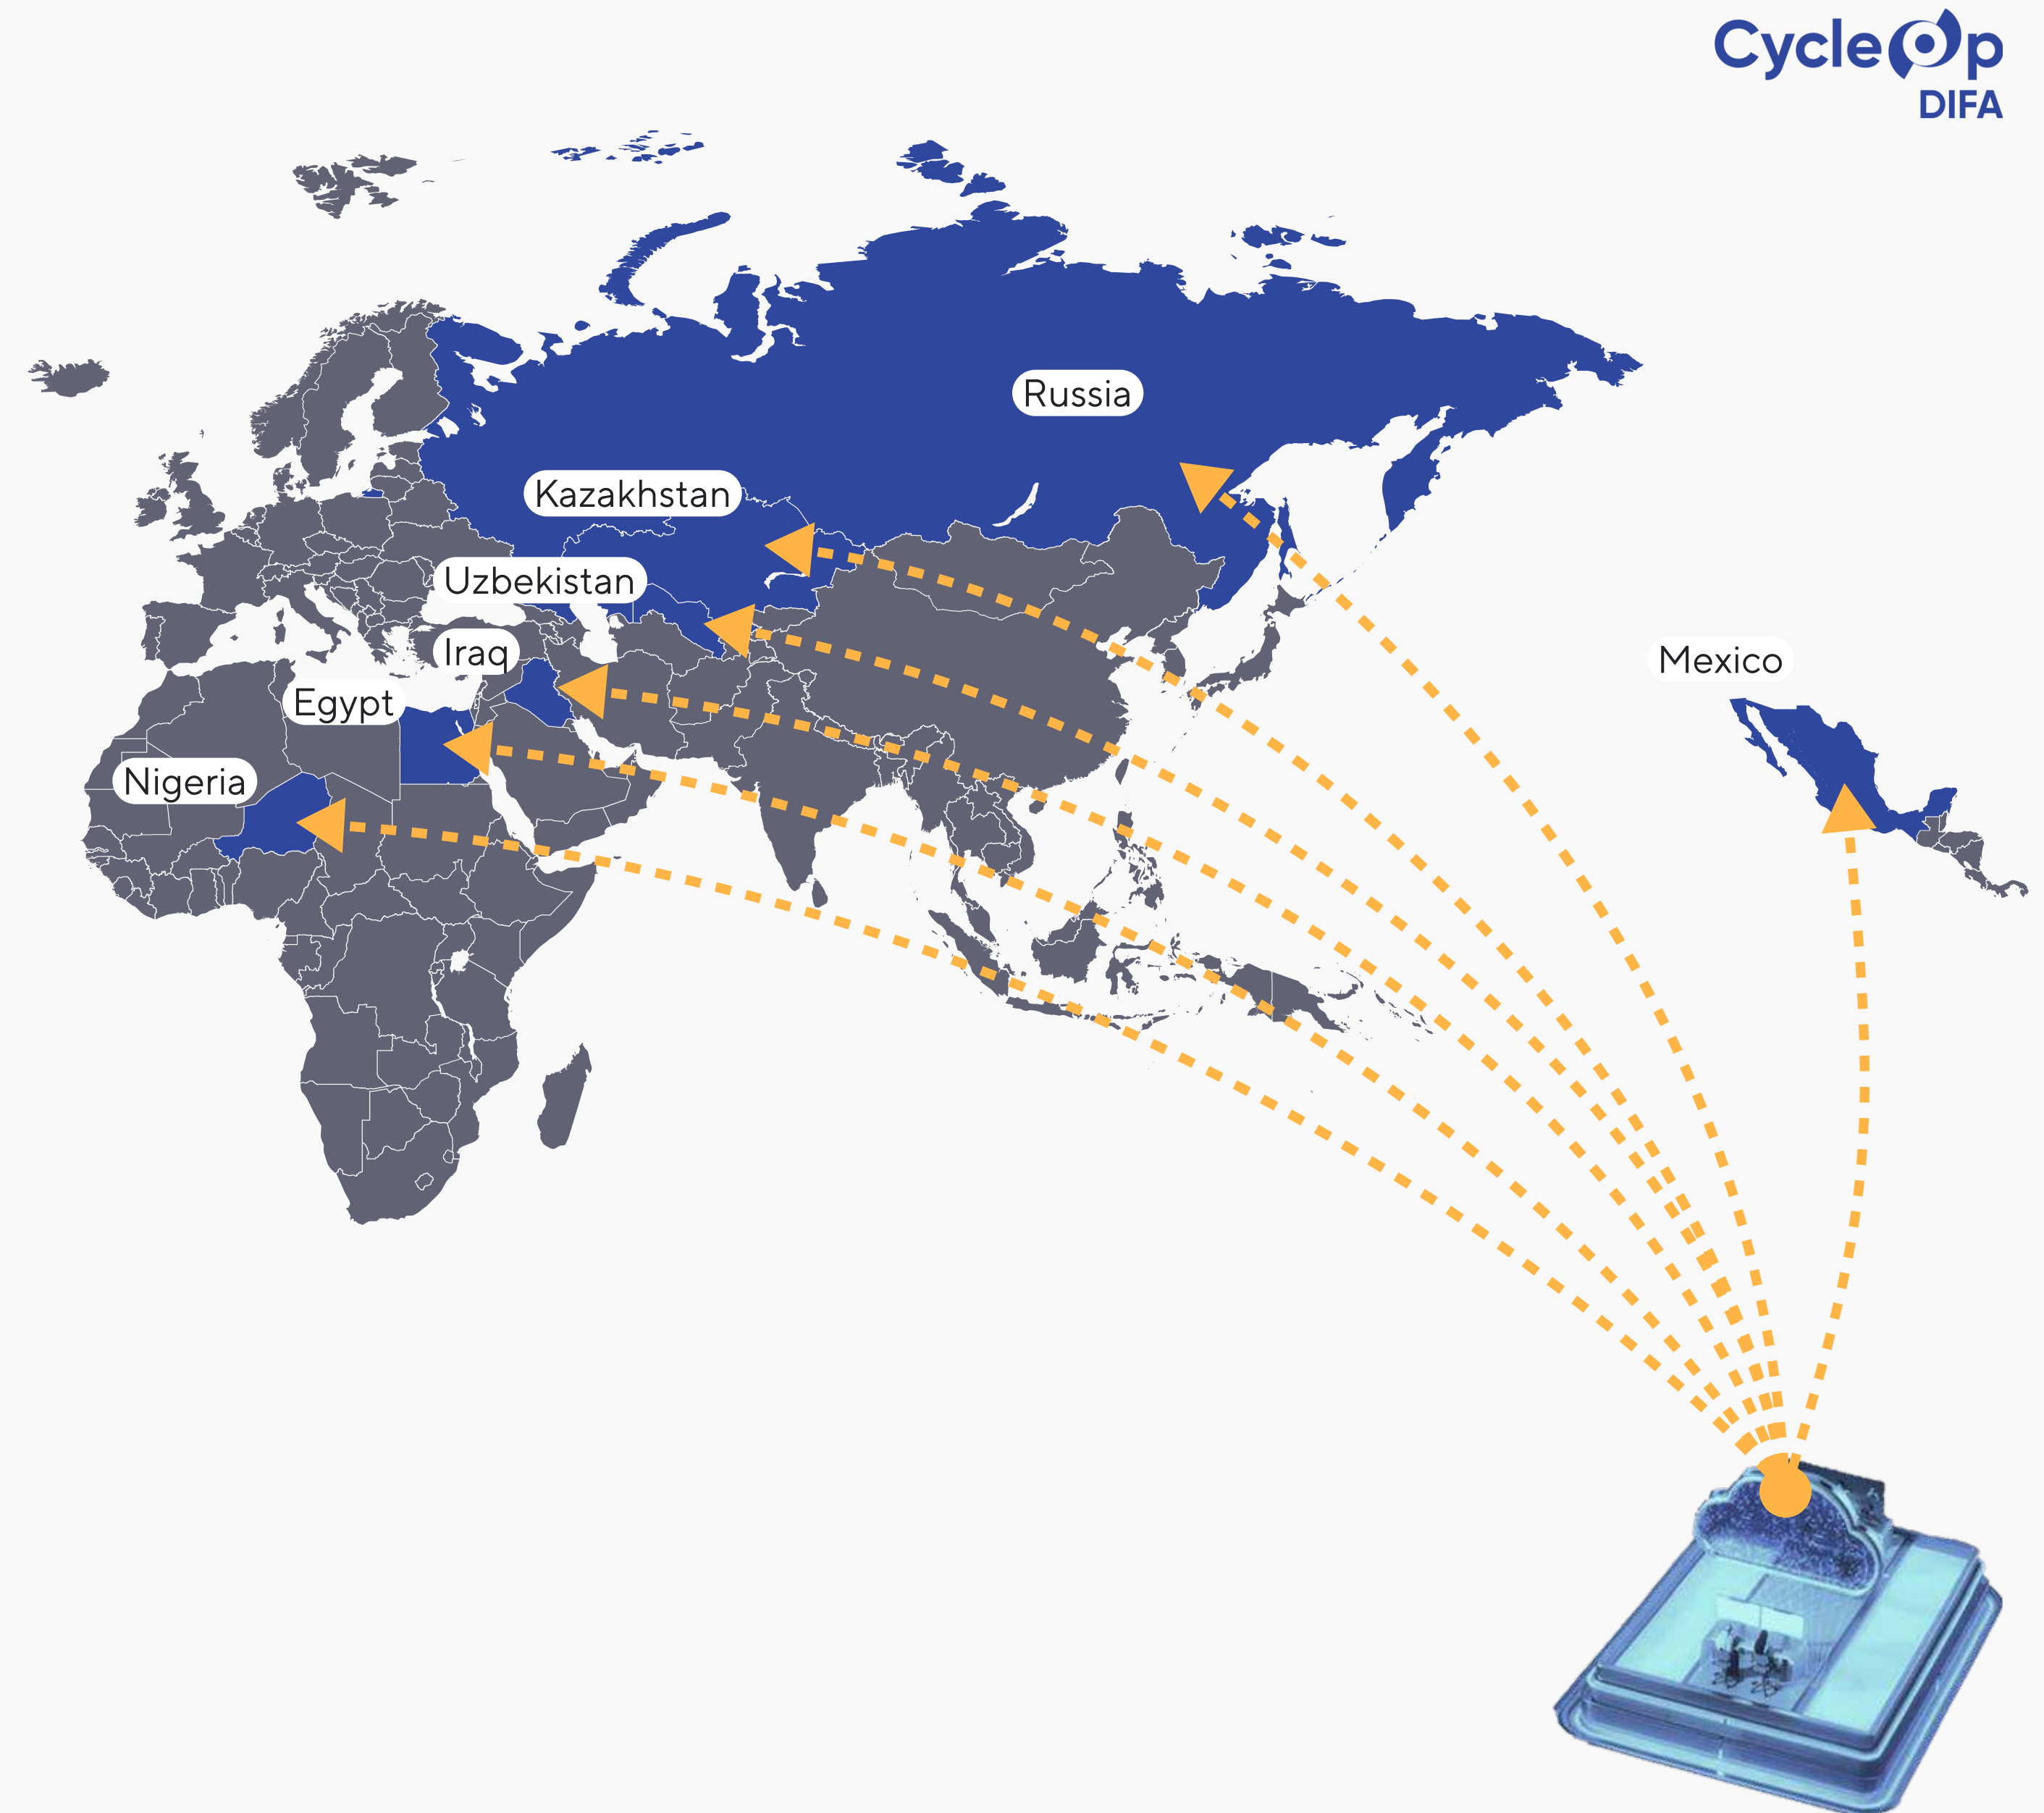 CycleOp
DIFA
Russia
Kazakhstan
Uzbekistan
Iraq
Mexico
Egypt
Nigeria